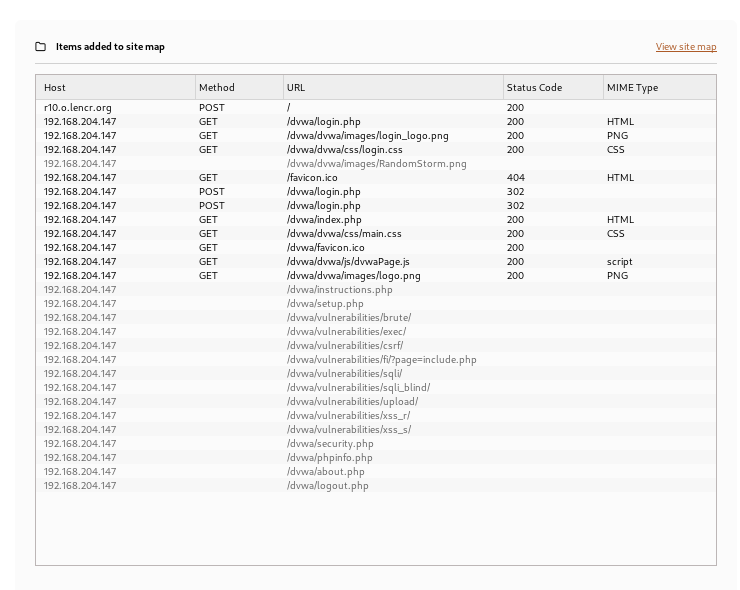 Items added to site map View site map
Host Method URL Status Code MIME Type
r10.o.lencr.org POST / 200
192.168.204.147 GET /dvwa/login.php 200 HTML
192.168.204.147 GET /dvwa/dvwa/images/login_logo.png 200 PNG
192.168.204.147 GET /dvwa/dvwa/css/login.css 200 CSS
192.168.204.147 /dvwa/dvwa/images/RandomStorm.png
192.168.204.147 GET /favicon.ico 404 HTML
192.168.204.147 POST /dvwa/login.php 302
192.168.204.147 POST /dvwa/login.php 302
192.168.204.147 GET /dvwa/index.php 200 HTML
192.168.204.147 GET /dvwa/dvwa/css/main.css 200 CSS
192.168.204.147 GET /dvwa/favicon.ico 200
192.168.204.147 GET /dvwa/dvwa/js/dvwaPage.js 200 script
192.168.204.147 GET /dvwa/dvwa/images/logo.png 200 PNG
192.168.204.147 /dvwa/instructions.php
192.168.204.147 /dvwa/setup.php
192.168.204.147 /dvwa/vulnerabilities/brute/
192.168.204.147 /dvwa/vulnerabilities/exec/
192.168.204.147 /dvwa/vulnerabilities/csrf/
192.168.204.147 /dvwa/vulnerabilities/fi/?page=include.php
192.168.204.147 /dvwa/vulnerabilities/sqli/
192.168.204.147 /dvwa/vulnerabilities/sqli_blind/
192.168.204.147 /dvwa/vulnerabilities/upload/
192.168.204.147 /dvwa/vulnerabilities/xss_r/
192.168.204.147 /dvwa/vulnerabilities/xss_s/
192.168.204.147 /dvwa/security.php
192.168.204.147 /dvwa/phpinfo.php
192.168.204.147 /dvwa/about.php
192.168.204.147 /dvwa/logout.php